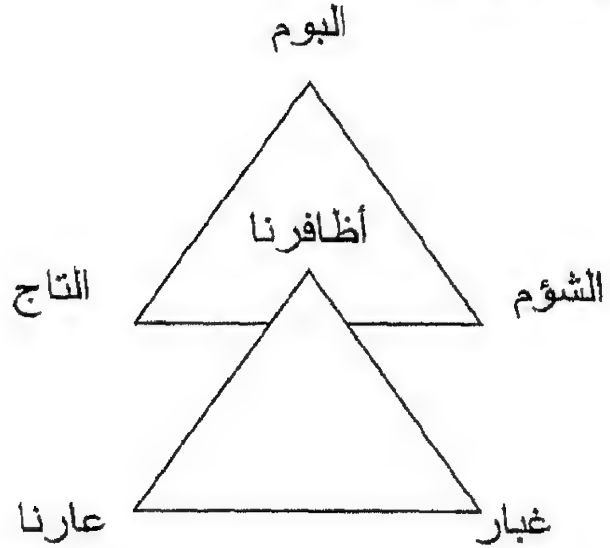 البوم
أظافرنا
الشؤم
التاج
غبار
عارنا